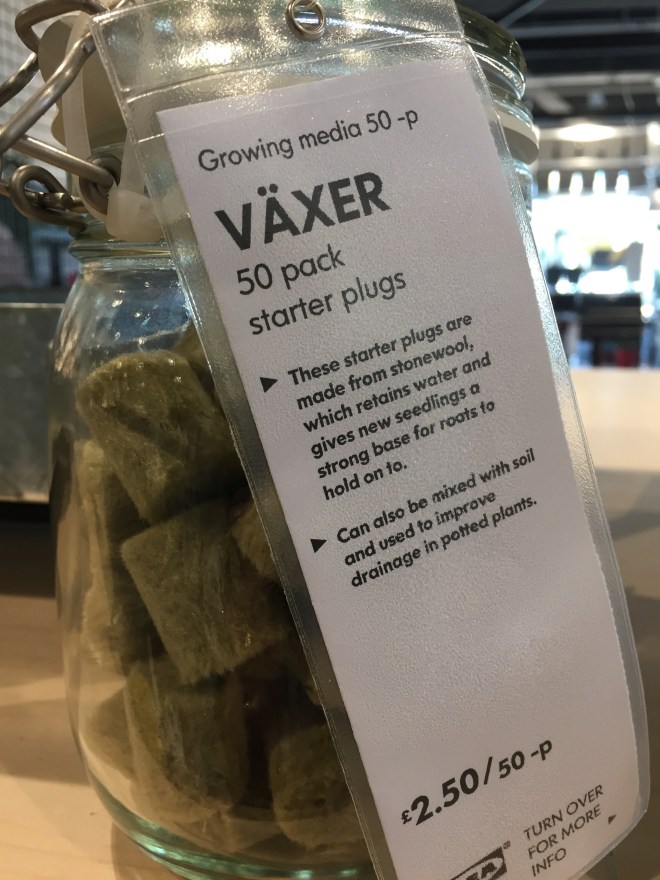 Growing media 50 -p
VÄXER
50 pack
starter plugs
▶ These starter plugs are
made from stonewool,
which retains water and
gives new seedlings a
strong base for roots to
hold on to.
▶ Can also be mixed with soil
and used to improve
drainage in potted plants.
£2.50/50 -p
TURN OVER
FOR MORE
INFO